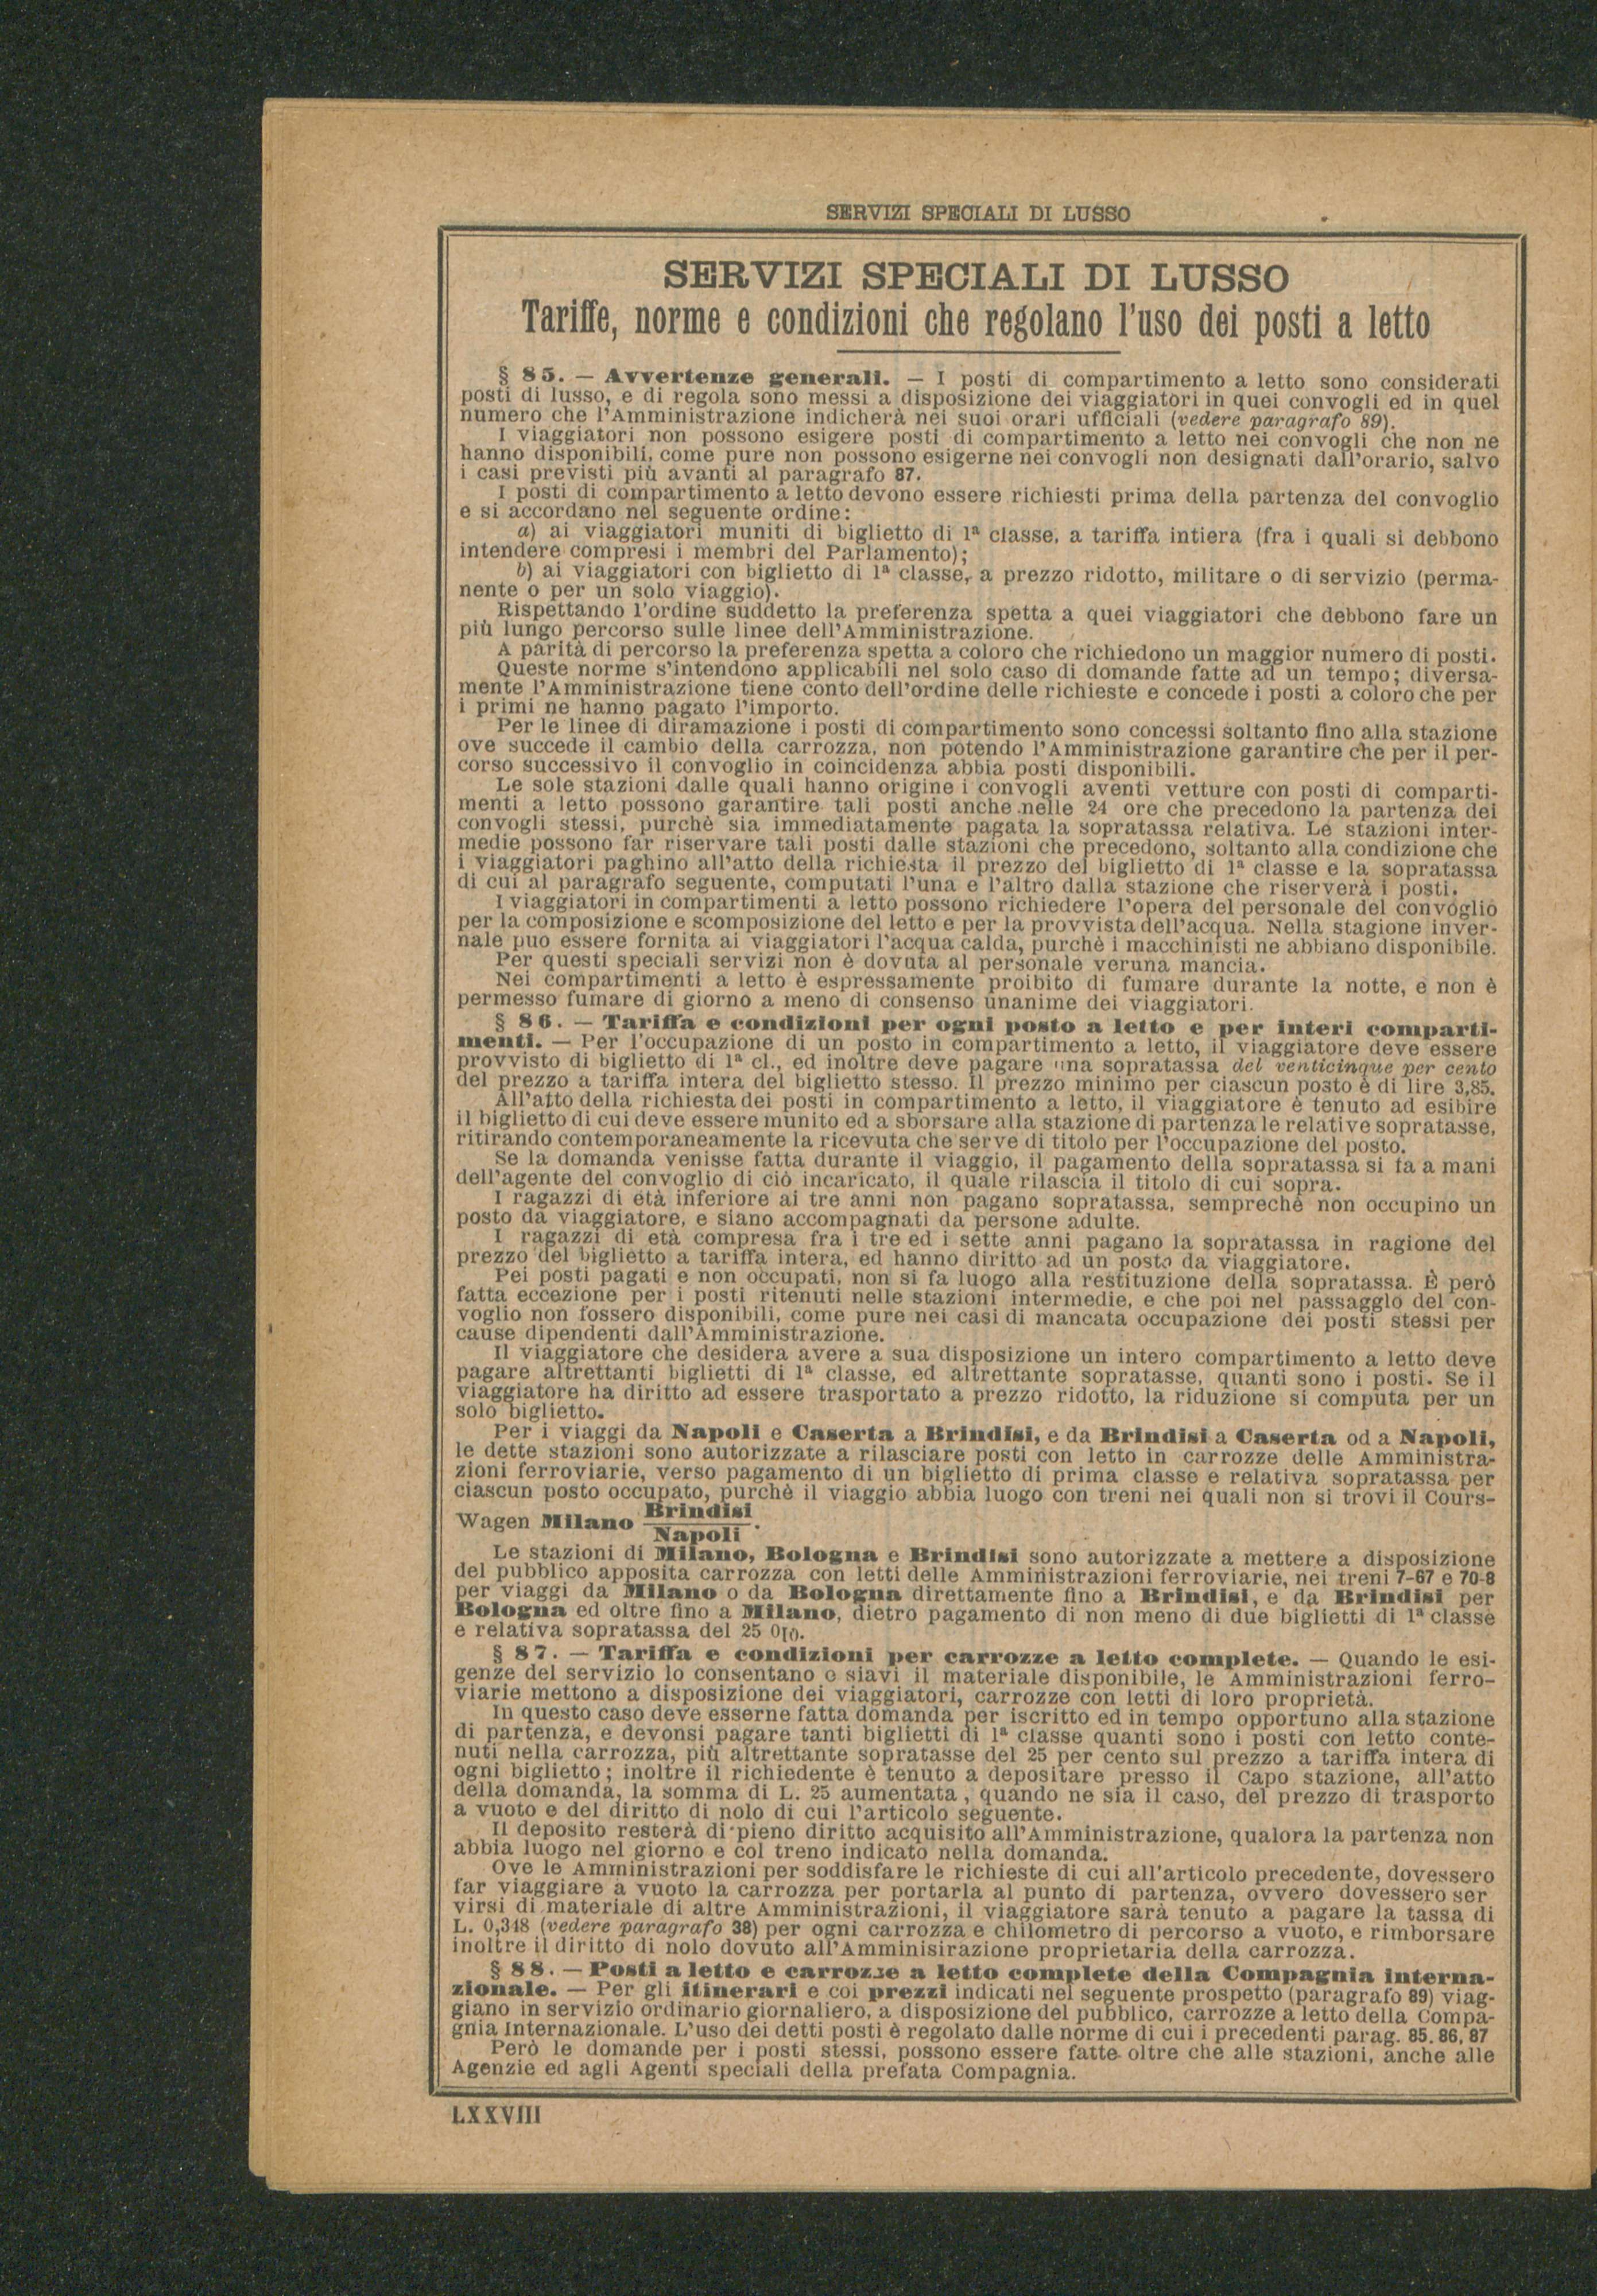 SERVIZI SPECIALI DI LUSSO
SERVIZI SPECIALI DI LUSSO
Tariffe, norme e condizioni che regolano l'uso dei posti a letto
§ 85. — Avvertenze generali. — I posti di compartimento a letto sono considerati
posti di lusso, e di regola sono messi a disposizione dei viaggiatori in quei convogli ed in quel
numero che l'Amministrazione indicherà nei suoi orari ufficiali (vedere paragrafo 89).
I viaggiatori non possono esigere posti di compartimento a letto nei convogli che non ne
hanno disponibili, come pure non possono esigerne nei convogli non designati dall'orario, salvo
i casi previsti più avanti al paragrafo 87.
I posti di compartimento a letto devono essere richiesti prima della partenza del convoglio
e si accordano nel seguente ordine:
a) ai viaggiatori muniti di biglietto di 1ª classe, a tariffa intiera (fra i quali si debbono
intendere compresi i membri del Parlamento);
b) ai viaggiatori con biglietto di 1ª classe, a prezzo ridotto, militare o di servizio (perma-
nente o per un solo viaggio).
Rispettando l'ordine suddetto la preferenza spetta a quei viaggiatori che debbono fare un
più lungo percorso sulle linee dell'Amministrazione.
A parità di percorso la preferenza spetta a coloro che richiedono un maggior numero di posti.
Queste norme s'intendono applicabili nel solo caso di domande fatte ad un tempo; diversa-
mente l'Amministrazione tiene conto dell'ordine delle richieste e concede i posti a coloro che per
i primi ne hanno pagato l'importo.
Per le linee di diramazione i posti di compartimento sono concessi soltanto fino alla stazione
ove succede il cambio della carrozza, non potendo l'Amministrazione garantire che per il per-
corso successivo il convoglio in coincidenza abbia posti disponibili.
Le sole stazioni dalle quali hanno origine i convogli aventi vetture con posti di comparti-
menti a letto possono garantire tali posti anche nelle 24 ore che precedono la partenza dei
convogli stessi, purchè sia immediatamente pagata la sopratassa relativa. Le stazioni inter-
medie possono far riservare tali posti dalle stazioni che precedono, soltanto alla condizione che
i viaggiatori paghino all'atto della richiesta il prezzo del biglietto di 1ª classe e la sopratassa
di cui al paragrafo seguente, computati l'una e l'altro dalla stazione che riserverà i posti.
I viaggiatori in compartimenti a letto possono richiedere l'opera del personale del convoglio
per la composizione e scomposizione del letto e per la provvista dell'acqua. Nella stagione inver-
nale puo essere fornita ai viaggiatori l'acqua calda, purchè i macchinisti ne abbiano disponibile.
Per questi speciali servizi non è dovuta al personale veruna mancia.
Nei compartimenti a letto è espressamente proibito di fumare durante la notte, e non è
permesso fumare di giorno a meno di consenso unanime dei viaggiatori.
§ 86. — Tariffa e condizioni per ogni posto a letto e per interi comparti-
menti. — Per l'occupazione di un posto in compartimento a letto, il viaggiatore deve essere
provvisto di biglietto di 1ª cl., ed inoltre deve pagare una sopratassa del venticinque per cento
del prezzo a tariffa intera del biglietto stesso. Il prezzo minimo per ciascun posto è di lire 3,85.
All'atto della richiesta dei posti in compartimento a letto, il viaggiatore è tenuto ad esibire
il biglietto di cui deve essere munito ed a sborsare alla stazione di partenza le relative sopratasse,
ritirando contemporaneamente la ricevuta che serve di titolo per l'occupazione del posto.
Se la domanda venisse fatta durante il viaggio, il pagamento della sopratassa si fa a mani
dell'agente del convoglio di ciò incaricato, il quale rilascia il titolo di cui sopra.
I ragazzi di età inferiore ai tre anni non pagano sopratassa, sempreché non occupino un
posto da viaggiatore, e siano accompagnati da persone adulte.
I ragazzi di età compresa fra i tre ed i sette anni pagano la sopratassa in ragione del
prezzo del biglietto a tariffa intera, ed hanno diritto ad un posto da viaggiatore.
Pei posti pagati e non occupati, non si fa luogo alla restituzione della sopratassa. È però
fatta eccezione per i posti ritenuti nelle stazioni intermedie, e che poi nel passaggio del con-
voglio non fossero disponibili, come pure nei casi di mancata occupazione dei posti stessi per
cause dipendenti dall'Amministrazione.
Il viaggiatore che desidera avere a sua disposizione un intero compartimento a letto deve
pagare altrettanti biglietti di 1ª classe, ed altrettante sopratasse, quanti sono i posti. Se il
viaggiatore ha diritto ad essere trasportato a prezzo ridotto, la riduzione si computa per un
solo biglietto.
Per i viaggi da Napoli e Caserta a Brindisi, e da Brindisi a Caserta od a Napoli,
le dette stazioni sono autorizzate a rilasciare posti con letto in carrozze delle Amministra-
zioni ferroviarie, verso pagamento di un biglietto di prima classe e relativa sopratassa per
ciascun posto occupato, purchè il viaggio abbia luogo con treni nei quali non si trovi il Cours-
Wagen Milano Brindisi
Napoli.
Le stazioni di Milano, Bologna e Brindisi sono autorizzate a mettere a disposizione
del pubblico apposita carrozza con letti delle Amministrazioni ferroviarie, nei treni 7-67 e 70-8
per viaggi da Milano o da Bologna direttamente fino a Brindisi, e da Brindisi per
Bologna ed oltre fino a Milano, dietro pagamento di non meno di due biglietti di 1ª classe
e relativa sopratassa del 25 0[0.
§ 87. — Tariffa e condizioni per carrozze a letto complete. — Quando le esi-
genze del servizio lo consentano e siavi il materiale disponibile, le Amministrazioni ferro-
viarie mettono a disposizione dei viaggiatori, carrozze con letti di loro proprietà.
In questo caso deve esserne fatta domanda per iscritto ed in tempo opportuno alla stazione
di partenza, e devonsi pagare tanti biglietti di 1ª classe quanti sono i posti con letto conte-
nuti nella carrozza, più altrettante sopratasse del 25 per cento sul prezzo a tariffa intera di
ogni biglietto; inoltre il richiedente è tenuto a depositare presso il Capo stazione, all'atto
della domanda, la somma di L. 25 aumentata, quando ne sia il caso, del prezzo di trasporto
a vuoto e del diritto di nolo di cui l'articolo seguente.
Il deposito resterà di pieno diritto acquisito all'Amministrazione, qualora la partenza non
abbia luogo nel giorno e col treno indicato nella domanda.
Ove le Amministrazioni per soddisfare le richieste di cui all'articolo precedente, dovessero
far viaggiare a vuoto la carrozza per portarla al punto di partenza, ovvero dovessero ser
virsi di materiale di altre Amministrazioni, il viaggiatore sarà tenuto a pagare la tassa di
L. 0,348 (vedere paragrafo 38) per ogni carrozza e chilometro di percorso a vuoto, e rimborsare
inoltre il diritto di nolo dovuto all'Amminisirazione proprietaria della carrozza.
§ 88. — Posti a letto e carrozze a letto complete della Compagnia interna-
zionale. — Per gli itinerari e coi prezzi indicati nel seguente prospetto (paragrafo 89) viag-
giano in servizio ordinario giornaliero, a disposizione del pubblico, carrozze a letto della Compa-
gnia Internazionale. L'uso dei detti posti è regolato dalle norme di cui i precedenti parag. 85, 86, 87
Però le domande per i posti stessi, possono essere fatte oltre che alle stazioni, anche alle
Agenzie ed agli Agenti speciali della prefata Compagnia.
LXXVIII